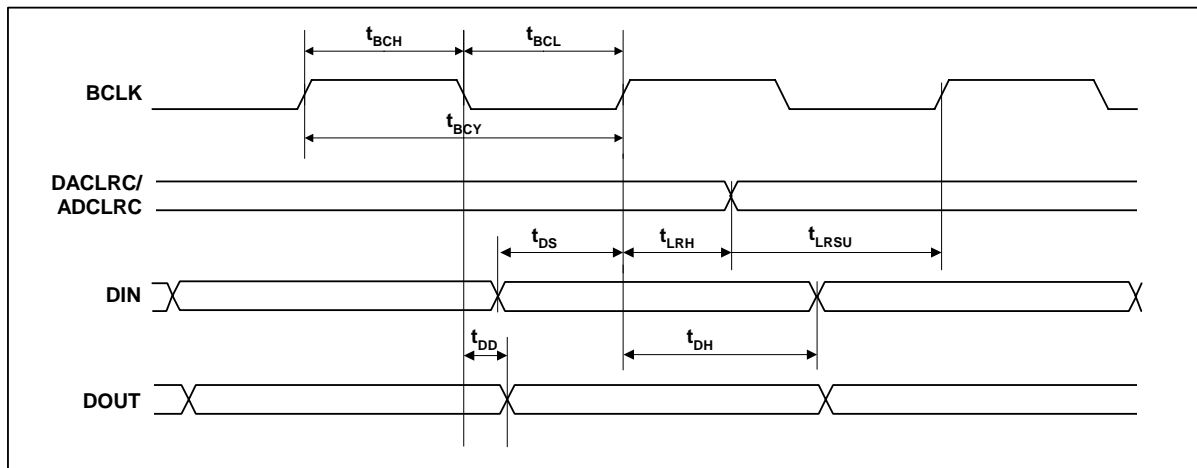 tBCH
tBCL
BCLK
tBCY
DACLRC/
ADCLRC
tDS
tLRH
tLRSU
DIN
tDD
tDH
DOUT